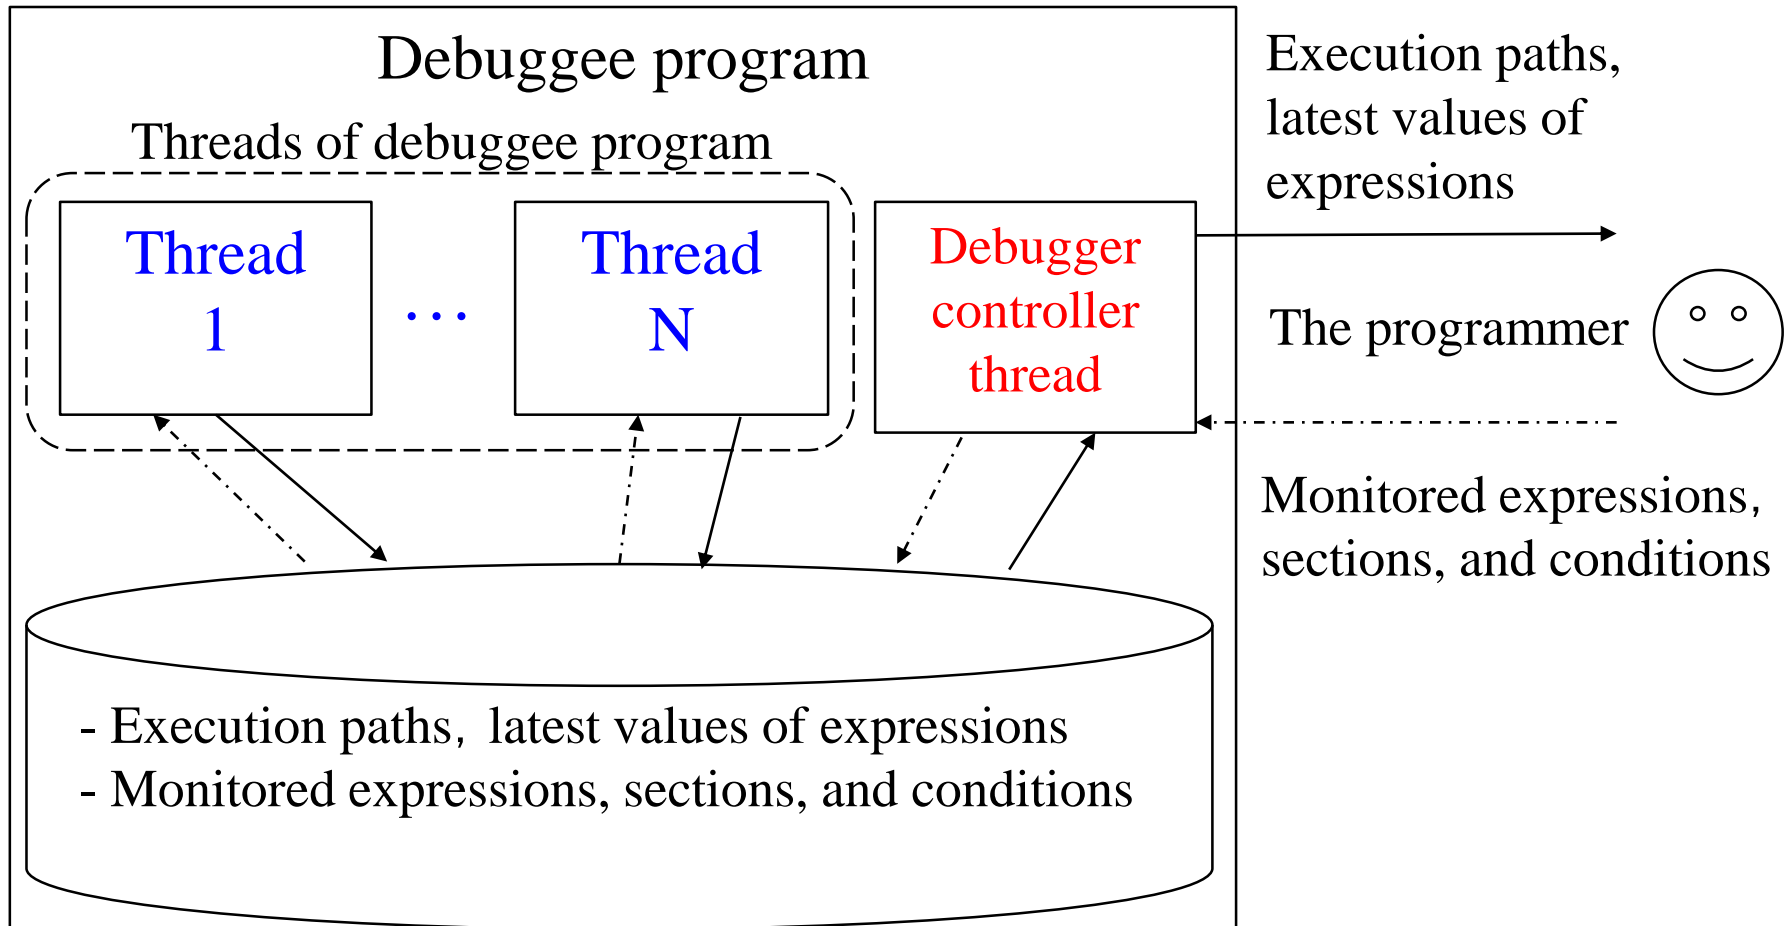 Debuggee program
Threads of debuggee program
Thread
1
...
Thread
N
Debugger
controller
thread
Execution paths,
latest values of
expressions
The programmer
Monitored expressions,
sections, and conditions
- Execution paths, latest values of expressions
- Monitored expressions, sections, and conditions